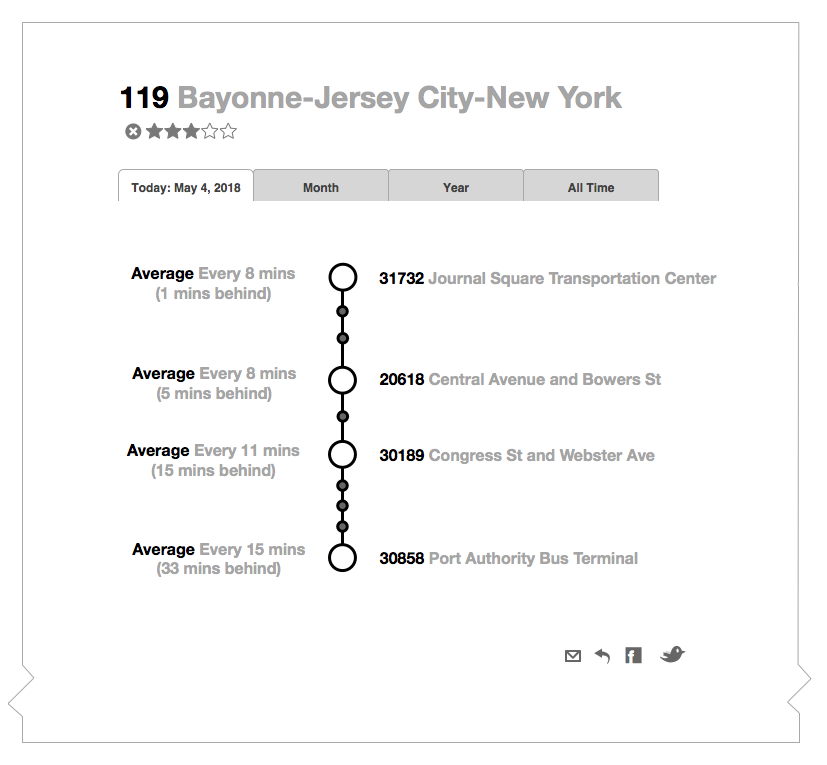 119 Bayonne-Jersey City-New York
Today: May 4, 2018
Month
Year
All Time
Average Every 8 mins
(1 mins behind)
31732 Journal Square Transportation Center
Average Every 8 mins
(5 mins behind)
20618 Central Avenue and Bowers St
Average Every 11 mins
(15 mins behind)
30189 Congress St and Webster Ave
Average Every 15 mins
(33 mins behind)
30858 Port Authority Bus Terminal